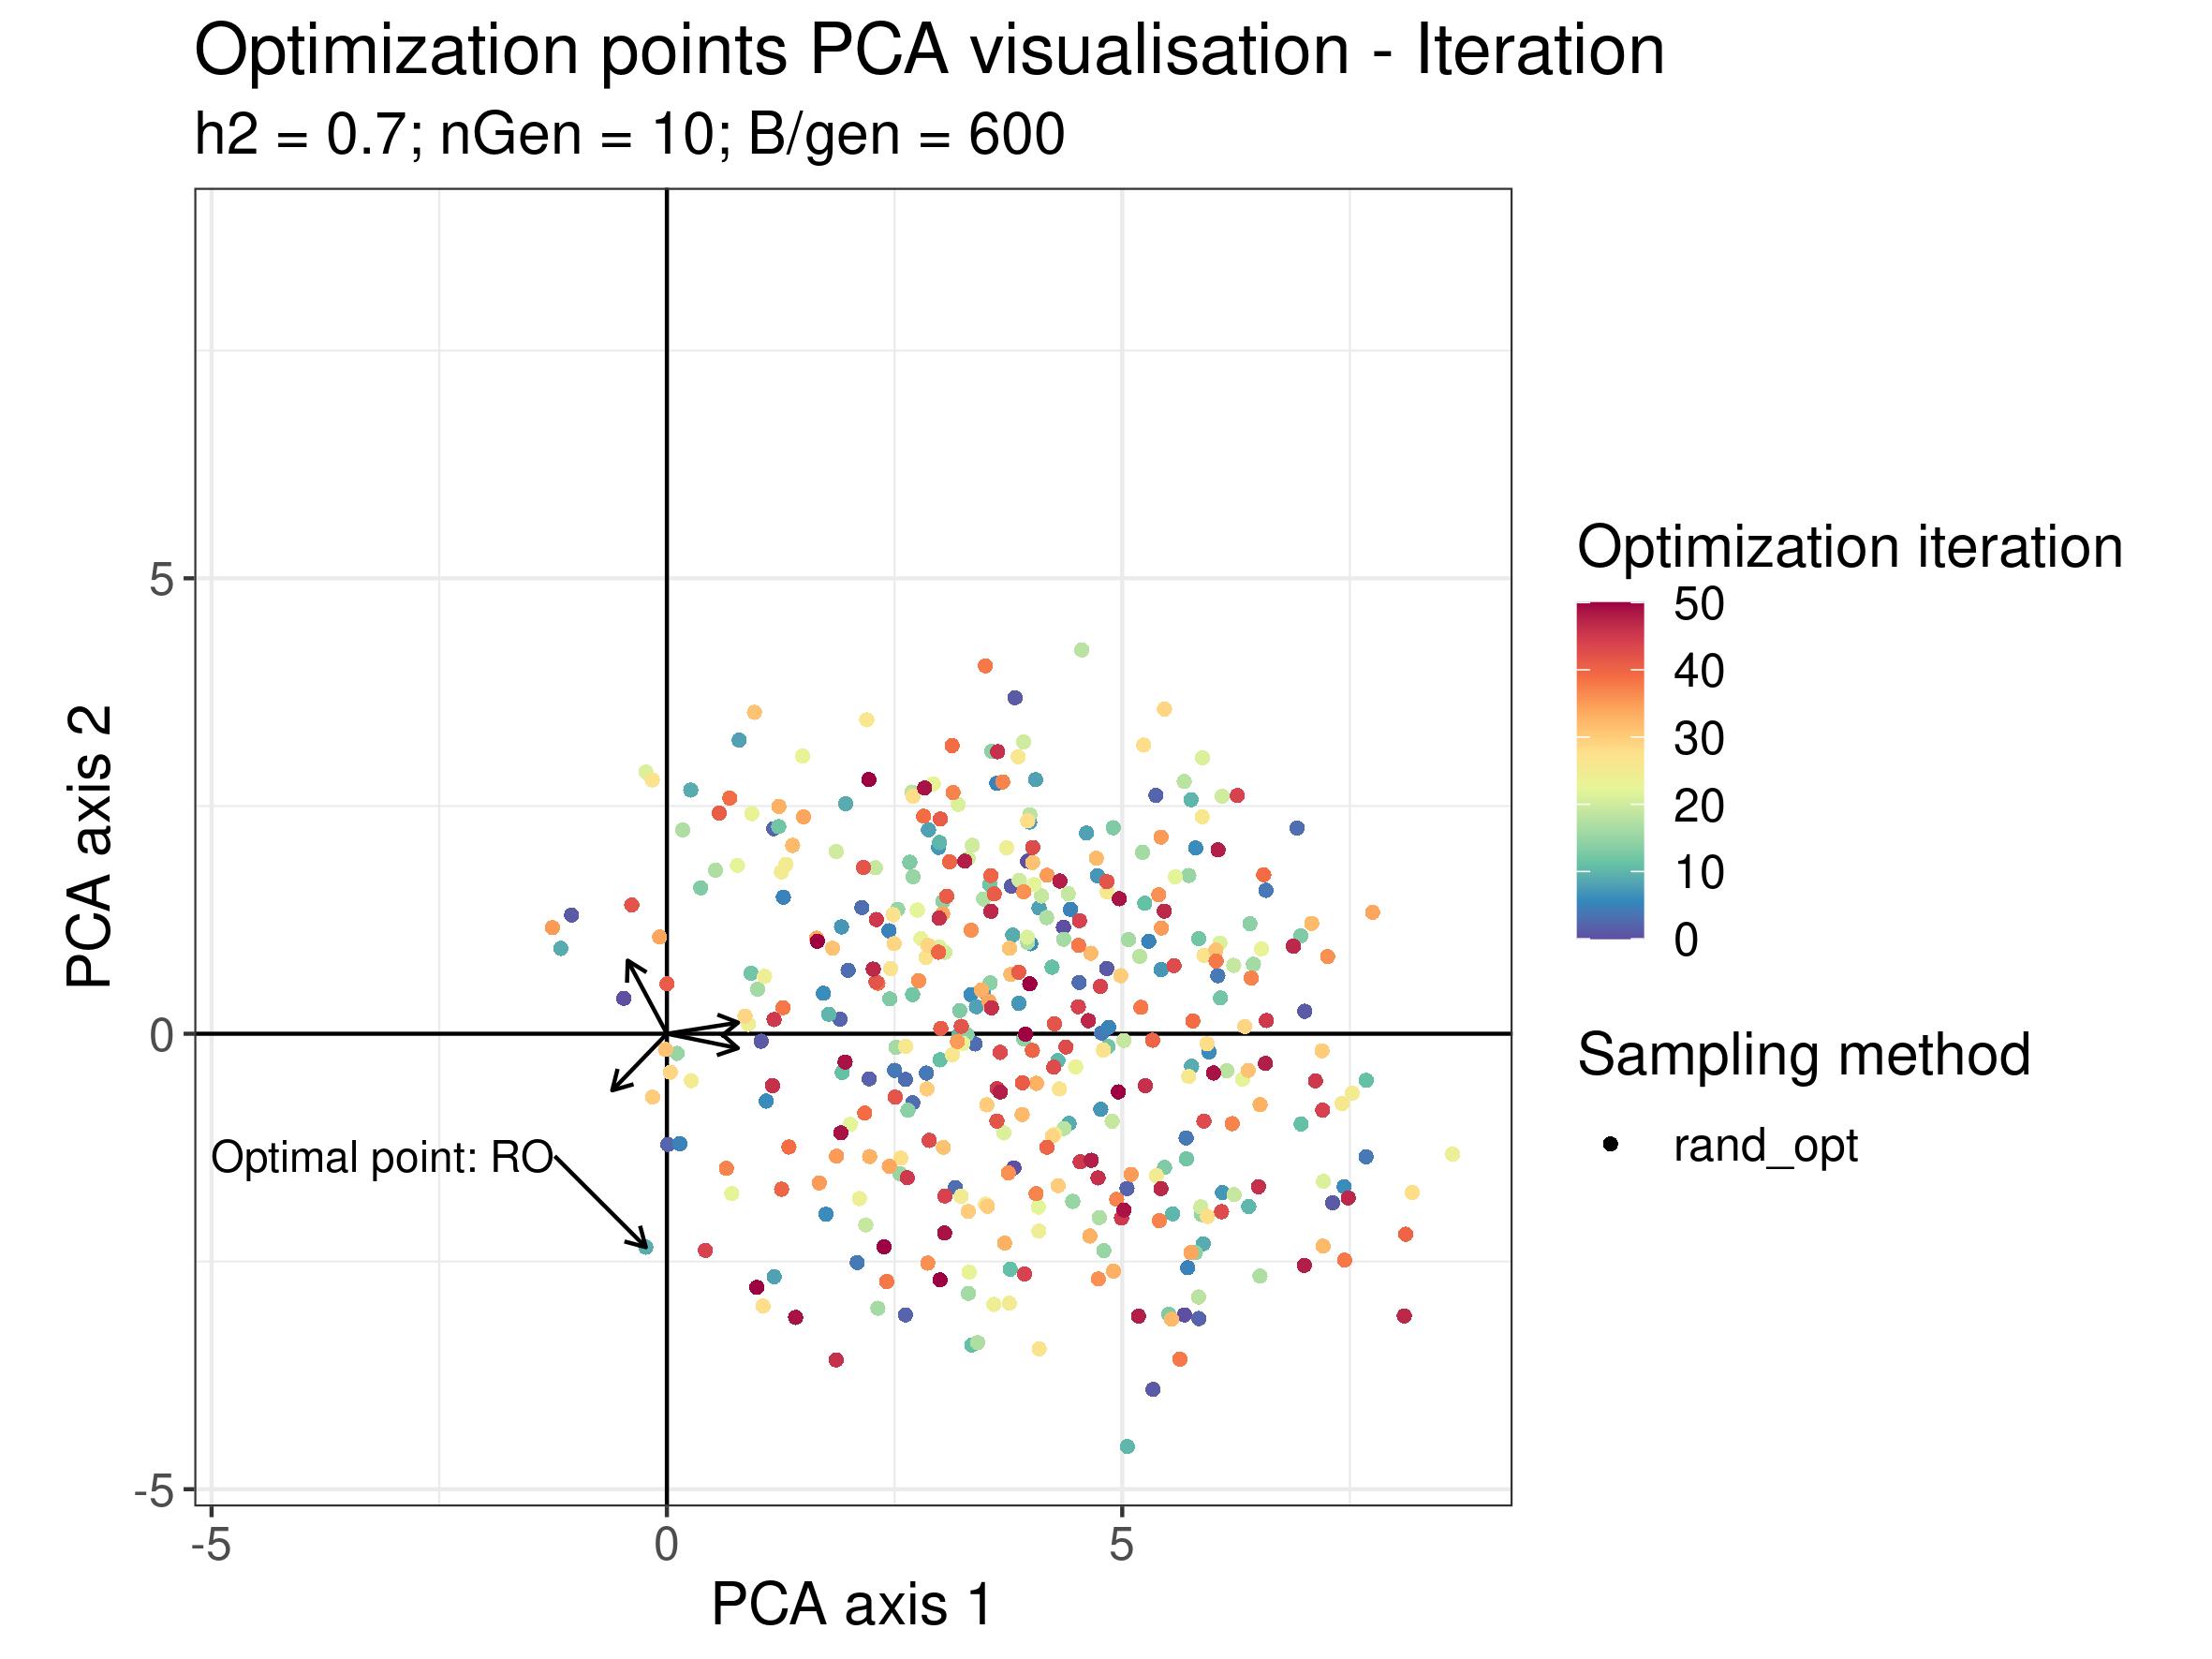 Optimization points PCA visualisation - Iteration
h2 = 0.7; nGen = 10; B/gen = 600
PCA axis 2
5
0
-5
Optimal point: RO
-5
0
5
PCA axis 1
Optimization iteration
50
40
30
20
10
0
Sampling method
rand_opt